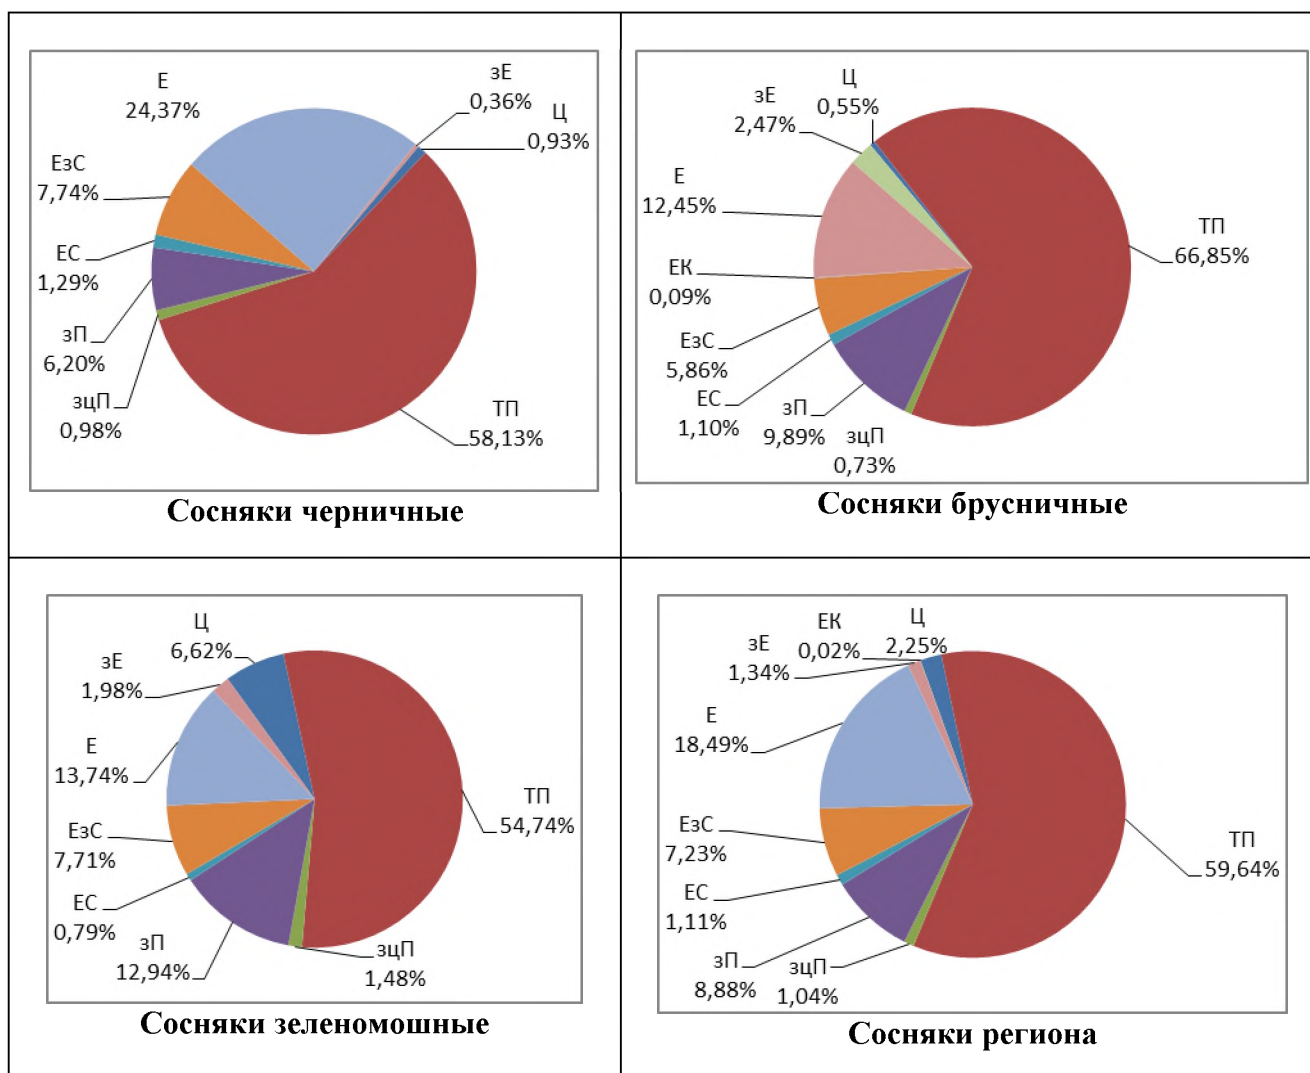 Е
24,37%
зЕ
0,36%
Ц
0,93%
ЕзС
7,74%
ЕС
1,29%
зП
6,20%
зцП
0,98%
ТП
58,13%
Сосняки черничные
Ц
0,55%
зЕ
2,47%
Е
12,45%
ТП
66,85%
ЕК
0,09%
ЕзС
5,86%
ЕС
1,10%
зП
9,89%
зцП
0,73%
Сосняки брусничные
Ц
6,62%
зЕ
1,98%
Е
13,74%
ТП
54,74%
ЕзС
7,71%
ЕС
0,79%
зП
12,94%
зцП
1,48%
Сосняки зеленомошные
ЕК
0,02%
Ц
2,25%
зЕ
1,34%
Е
18,49%
ЕзС
7,23%
ТП
59,64%
ЕС
1,11%
зП
8,88%
зцП
1,04%
Сосняки региона